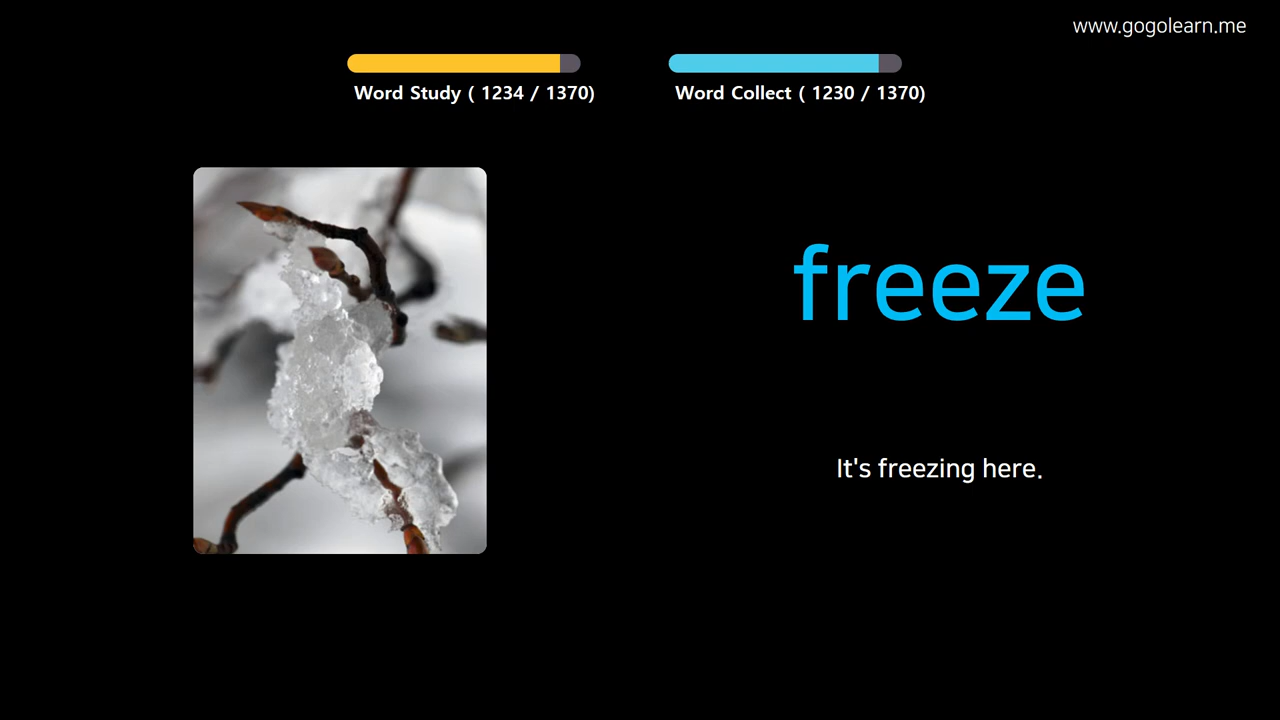 www.gogolearn.me
Word Study ( 1234 / 1370)
Word Collect ( 1230 / 1370)
freeze
It's freezing here.